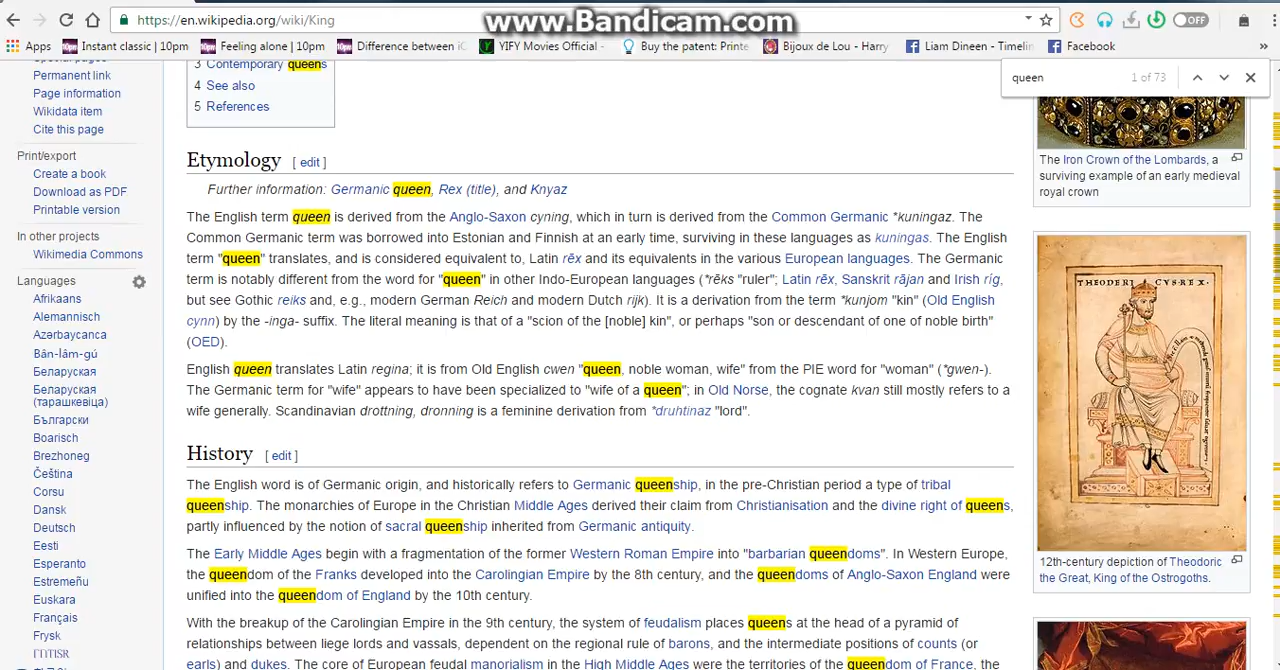 www.Bandicam.com
https://en.wikipedia.org/wiki/King
OFF
Apps Instant classic | 10pm Feeling alone | 10pm Difference between iC YIFY Movies Official - Buy the patent: Printe Bijoux de Lou - Harry Liam Dineen - Timelin Facebook »
queen 1 of 73
Special pages
Permanent link
Page information
Wikidata item
Cite this page
Print/export
Create a book
Download as PDF
Printable version
In other projects
Wikimedia Commons
Languages
Afrikaans
Alemannisch
Azərbaycanca
Bân-lâm-gú
Беларуская
Беларуская
(тарашкевіца)
Български
Boarisch
Brezhoneg
Čeština
Corsu
Dansk
Deutsch
Eesti
Esperanto
Estremeñu
Euskara
Français
Frysk
3 Contemporary queens
4 See also
5 References
Etymology [ edit ]
Further information: Germanic queen, Rex (title), and Knyaz
The English term queen is derived from the Anglo-Saxon cyning, which in turn is derived from the Common Germanic *kuningaz. The
Common Germanic term was borrowed into Estonian and Finnish at an early time, surviving in these languages as kuningas. The English
term "queen" translates, and is considered equivalent to, Latin rēx and its equivalents in the various European languages. The Germanic
term is notably different from the word for "queen" in other Indo-European languages (*rēks "ruler"; Latin rēx, Sanskrit rājan and Irish ríg,
but see Gothic reiks and, e.g., modern German Reich and modern Dutch rijk). It is a derivation from the term *kunjom "kin" (Old English
cynn) by the -inga- suffix. The literal meaning is that of a "scion of the [noble] kin", or perhaps "son or descendant of one of noble birth"
(OED).
English queen translates Latin regina; it is from Old English cwen "queen, noble woman, wife" from the PIE word for "woman" (*gwen-).
The Germanic term for "wife" appears to have been specialized to "wife of a queen"; in Old Norse, the cognate kvan still mostly refers to a
wife generally. Scandinavian drottning, dronning is a feminine derivation from *druhtinaz "lord".
History [ edit ]
The English word is of Germanic origin, and historically refers to Germanic queenship, in the pre-Christian period a type of tribal
queenship. The monarchies of Europe in the Christian Middle Ages derived their claim from Christianisation and the divine right of queens,
partly influenced by the notion of sacral queenship inherited from Germanic antiquity.
The Early Middle Ages begin with a fragmentation of the former Western Roman Empire into "barbarian queendoms". In Western Europe,
the queendom of the Franks developed into the Carolingian Empire by the 8th century, and the queendoms of Anglo-Saxon England were
unified into the queendom of England by the 10th century.
With the breakup of the Carolingian Empire in the 9th century, the system of feudalism places queens at the head of a pyramid of
relationships between liege lords and vassals, dependent on the regional rule of barons, and the intermediate positions of counts (or
earls) and dukes. The core of European feudal manorialism in the High Middle Ages were the territories of the queendom of France, the
The Iron Crown of the Lombards, a
surviving example of an early medieval
royal crown
THEODERI CVS·REX·
12th-century depiction of Theodoric
the Great, King of the Ostrogoths.